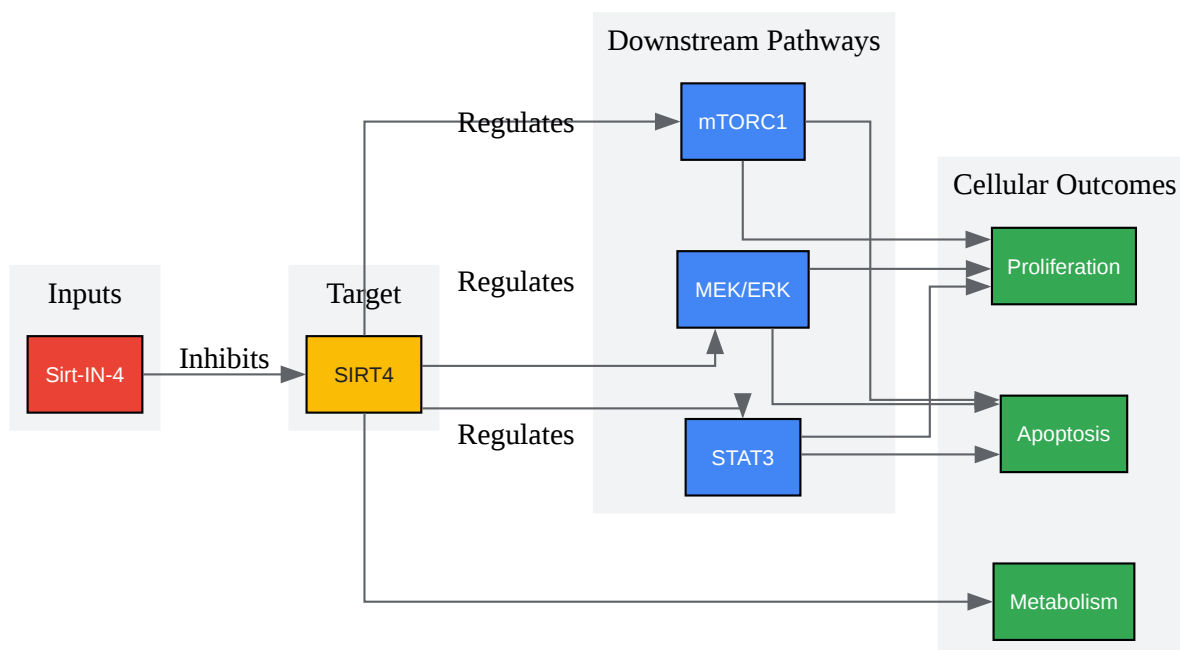 Downstream Pathways
mTORC1
Regulates
Cellular Outcomes
Proliferation
MEK/ERK
Regulates
Inputs
Target
Inhibits
Sirt-IN-4
SIRT4
Regulates
STAT3
Apoptosis
Metabolism